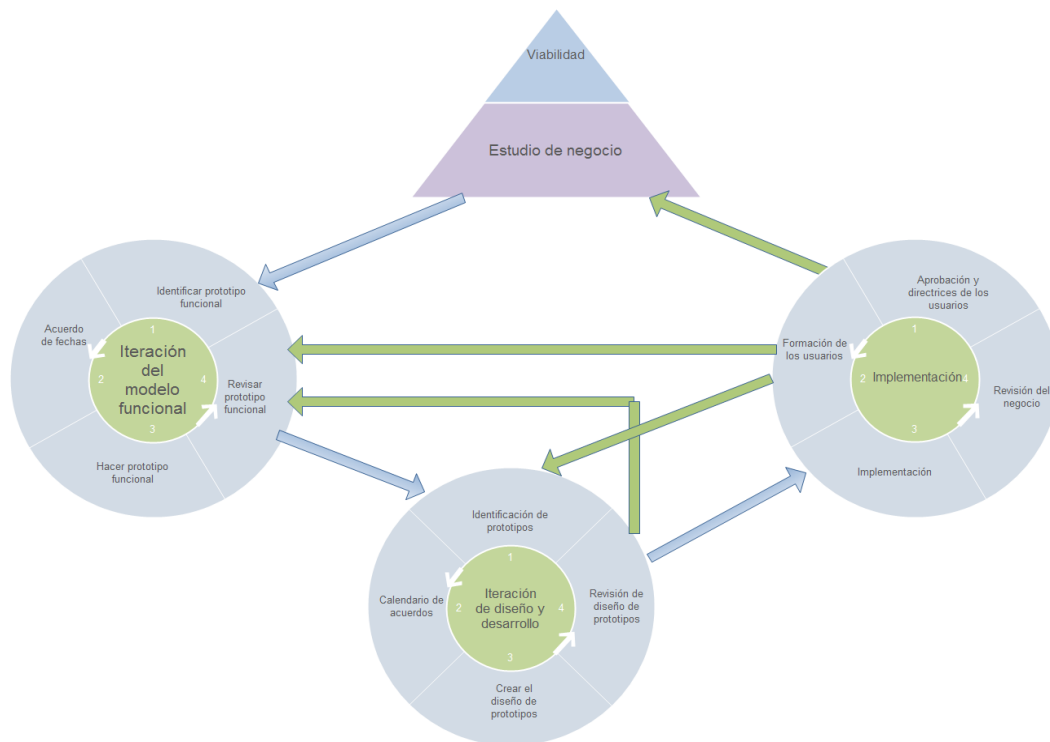 Viabilidad
Estudio de negocio
Identificar prototipo
funcional
1
Acuerdo
de fechas
2
Iteración
del
modelo
funcional
4
Revisar
prototipo
funcional
3
Hacer prototipo
funcional
Aprobación y
directrices de los
usuarios
1
Formación de
los usuarios
2
Implementación
4
Revisión del
negocio
3
Implementación
Identificación de
prototipos
1
Calendario de
acuerdos
2
Iteración
de diseño y
desarrollo
4
Revisión de
diseño de
prototipos
3
Crear el
diseño de
prototipos